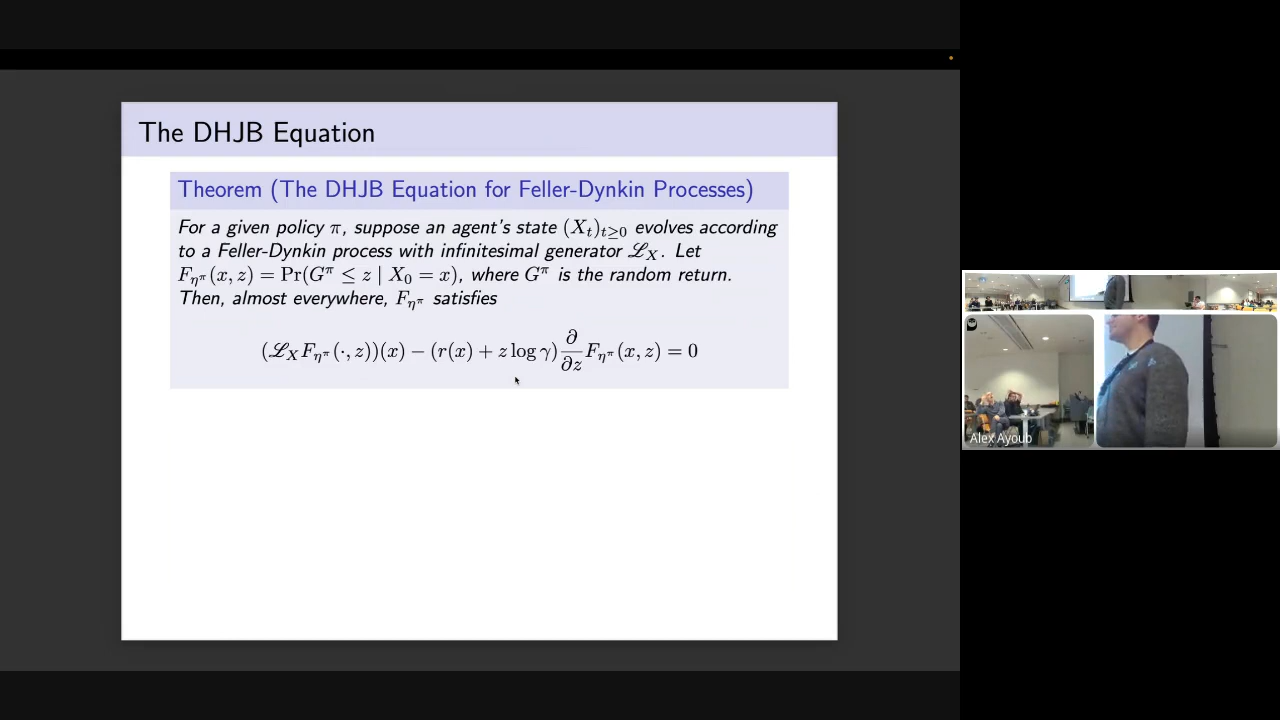 The DHJB Equation
Theorem (The DHJB Equation for Feller-Dynkin Processes)
For a given policy π, suppose an agent's state (X_t)_{t≥0} evolves according
to a Feller-Dynkin process with infinitesimal generator ℒ_X. Let
F_{η^π}(x, z) = Pr(G^π ≤ z | X_0 = x), where G^π is the random return.
Then, almost everywhere, F_{η^π} satisfies
(ℒ_X F_{η^π}(·, z))(x) − (r(x) + z log γ) ∂/∂z F_{η^π}(x, z) = 0
Alex Ayoub